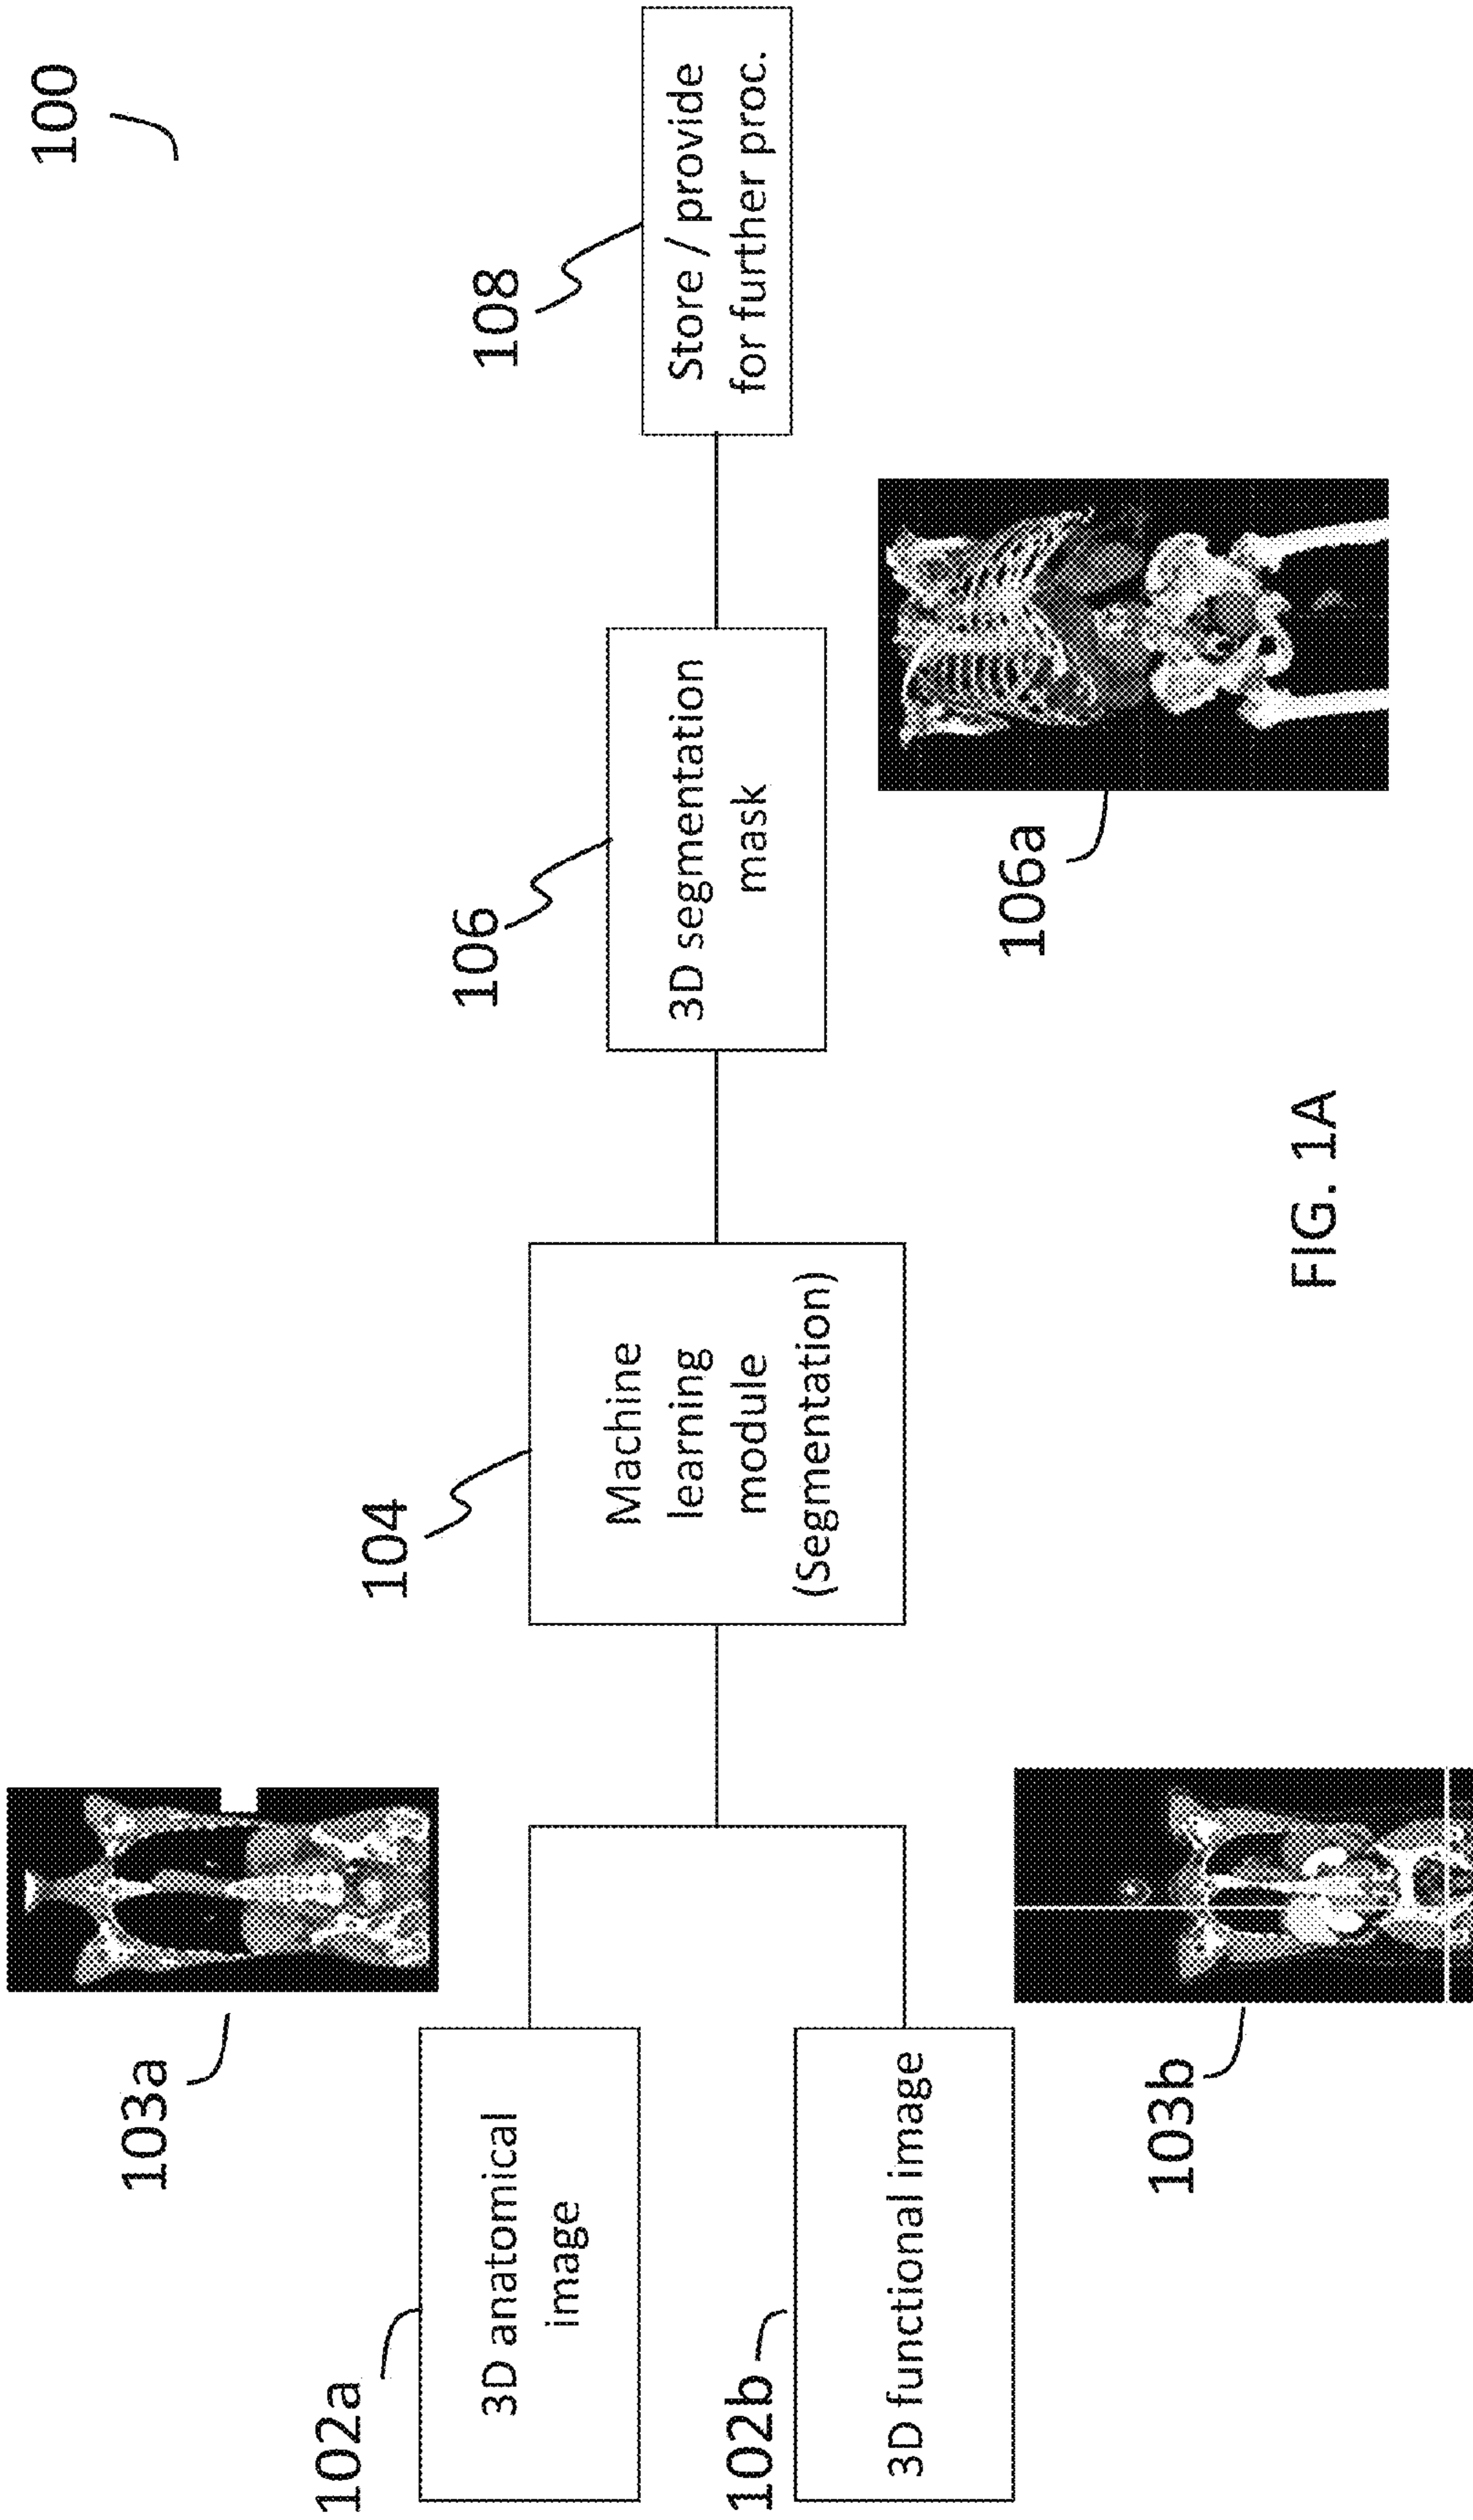 100
103a
102a
3D anatomical
image
102b
3D functional image
103b
104
Machine
learning
module
(Segmentation)
106
3D segmentation
mask
106a
108
Store / provide
for further proc.
FIG. 1A